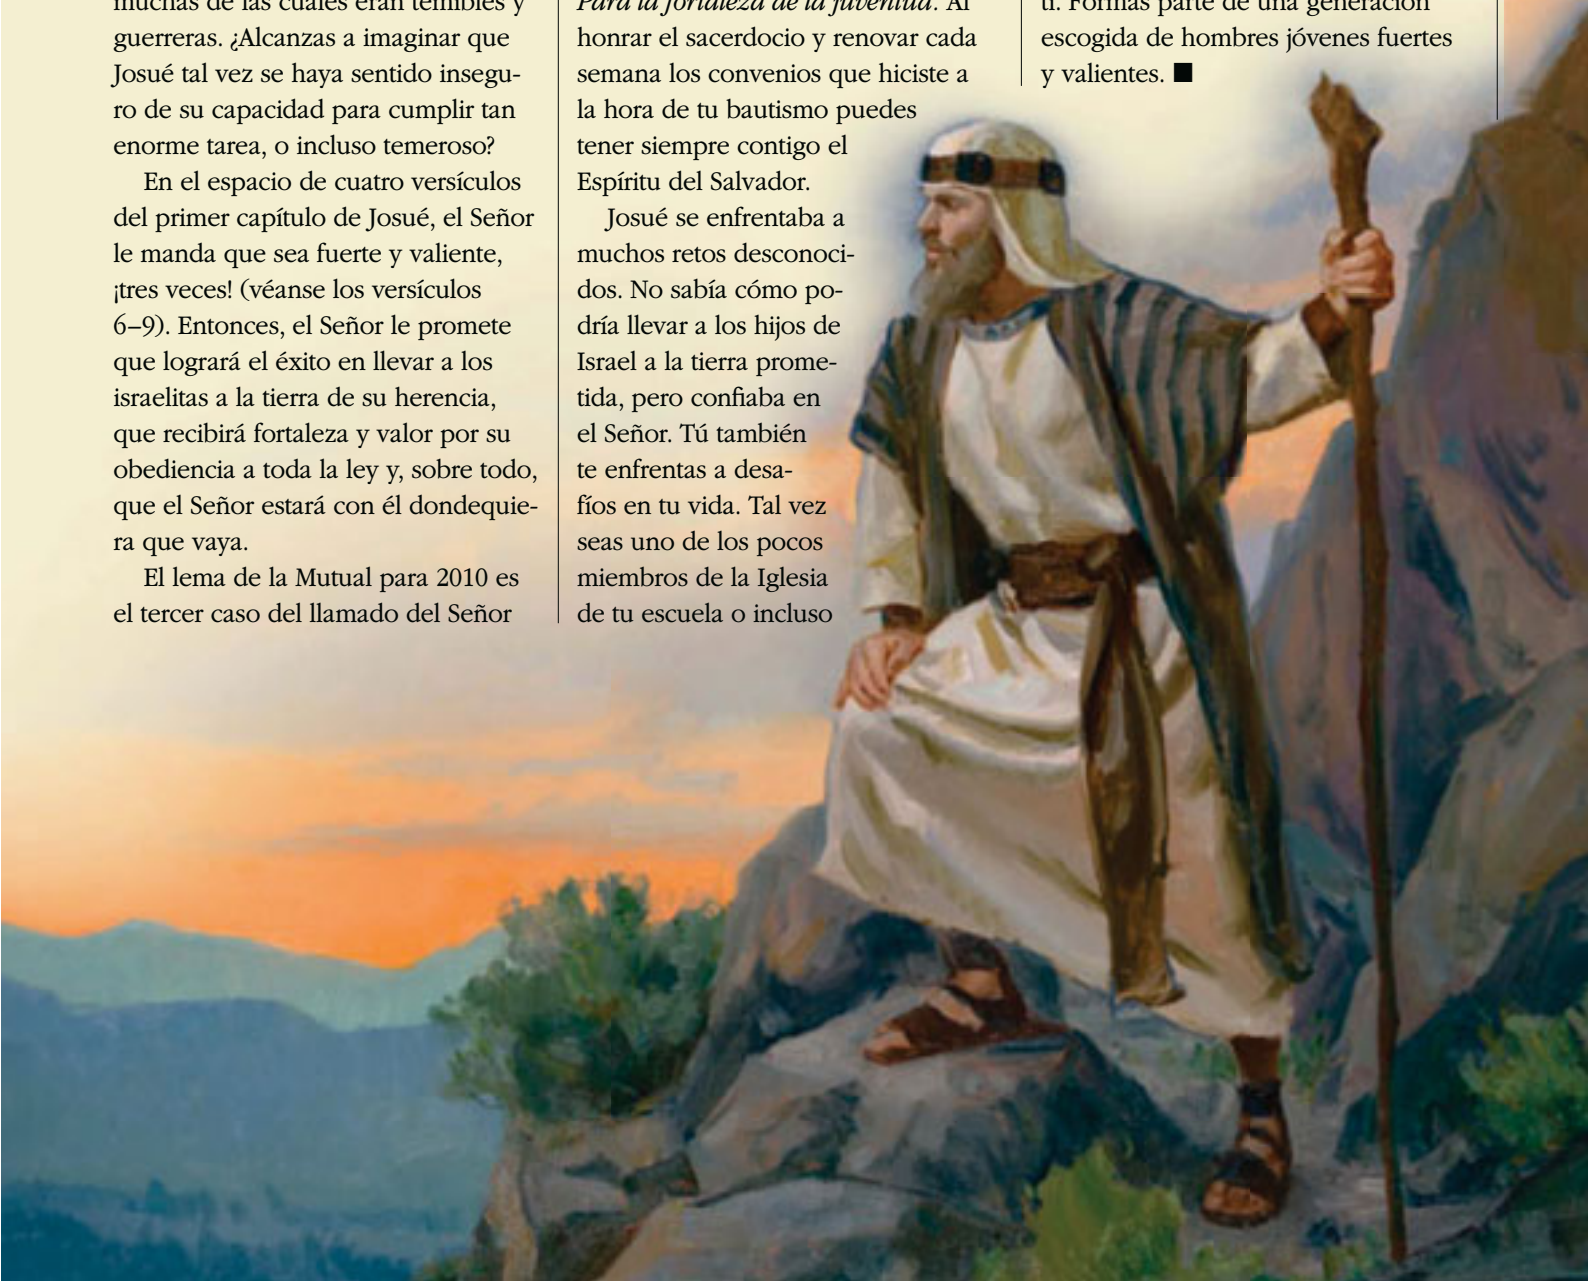 muchas de las cuales eran temibles y
guerreras. ¿Alcanzas a imaginar que
Josué tal vez se haya sentido insegu-
ro de su capacidad para cumplir tan
enorme tarea, o incluso temeroso?
En el espacio de cuatro versículos
del primer capítulo de Josué, el Señor
le manda que sea fuerte y valiente,
¡tres veces! (véanse los versículos
6–9). Entonces, el Señor le promete
que logrará el éxito en llevar a los
israelitas a la tierra de su herencia,
que recibirá fortaleza y valor por su
obediencia a toda la ley y, sobre todo,
que el Señor estará con él dondequie-
ra que vaya.
El lema de la Mutual para 2010 es
el tercer caso del llamado del Señor
Para la fortaleza de la juventud. Al
honrar el sacerdocio y renovar cada
semana los convenios que hiciste a
la hora de tu bautismo puedes
tener siempre contigo el
Espíritu del Salvador.
Josué se enfrentaba a
muchos retos desconoci-
dos. No sabía cómo po-
dría llevar a los hijos de
Israel a la tierra prome-
tida, pero confiaba en
el Señor. Tú también
te enfrentas a desa-
fíos en tu vida. Tal vez
seas uno de los pocos
miembros de la Iglesia
de tu escuela o incluso
ti. Formas parte de una generación
escogida de hombres jóvenes fuertes
y valientes. ■